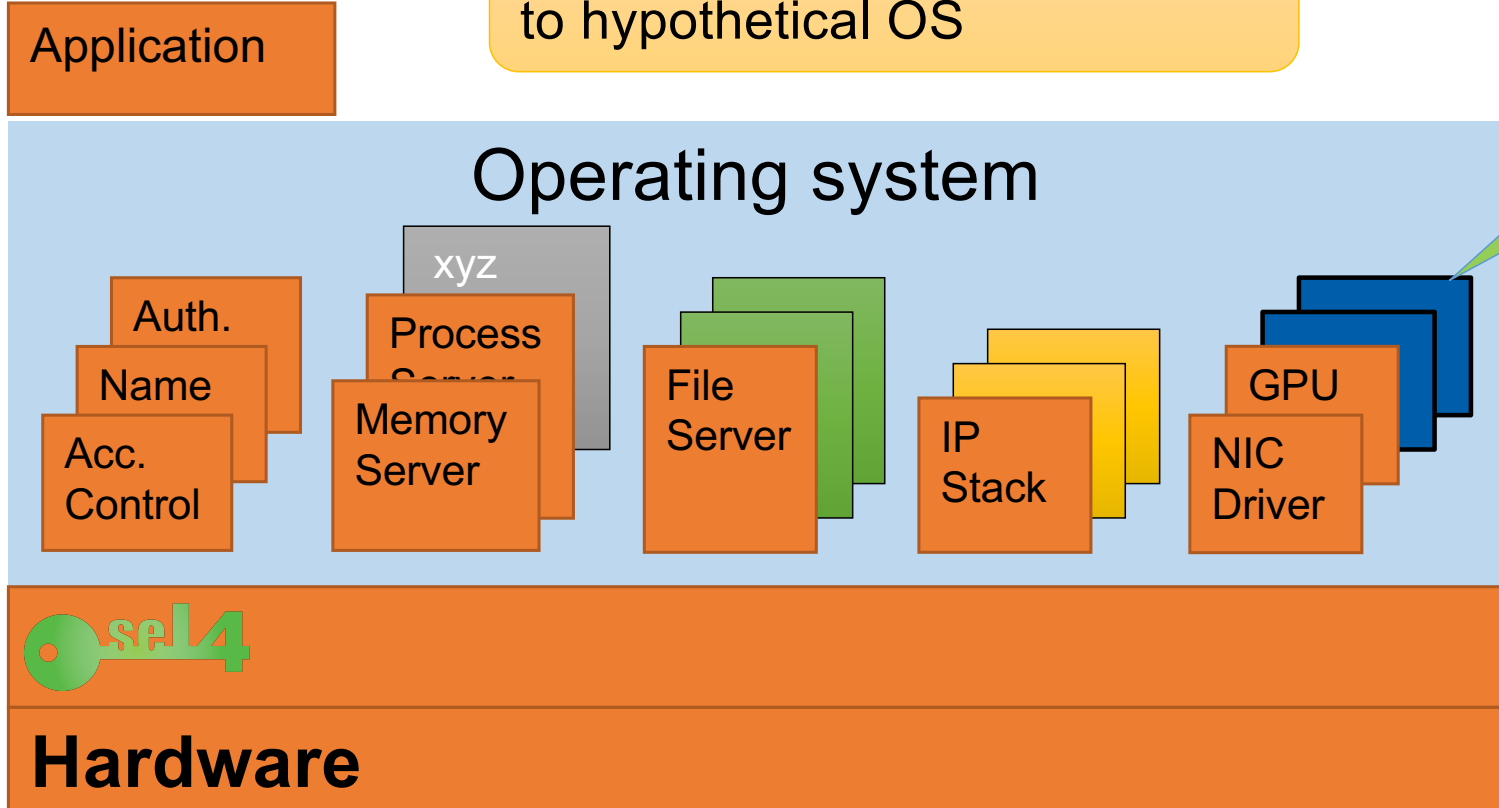 to hypothetical OS
Application
Operating system
xyz
Auth.
Process
Server
Name
File
Server
GPU
Memory
Server
IP
Stack
Acc.
Control
NIC
Driver
sel4
Hardware